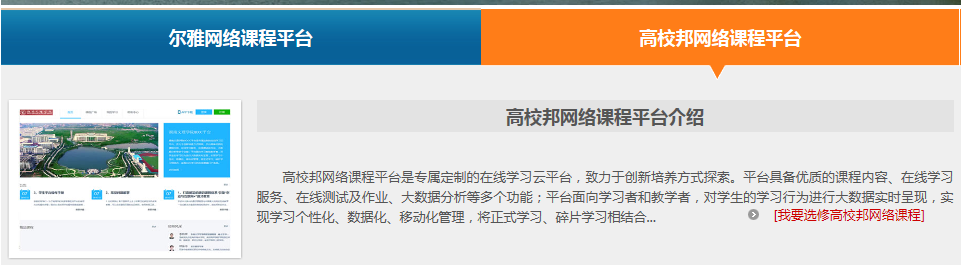 尔雅网络课程平台
高校邦网络课程平台
高校邦网络课程平台介绍
高校邦网络课程平台是专属定制的在线学习云平台，致力于创新培养方式探索。平台具备优质的课程内容、在线学习
服务、在线测试及作业、大数据分析等多个功能；平台面向学习者和教学者，对学生的学习行为进行大数据实时呈现，实
现学习个性化、数据化、移动化管理，将正式学习、碎片学习相结合...
[我要选修高校邦网络课程]